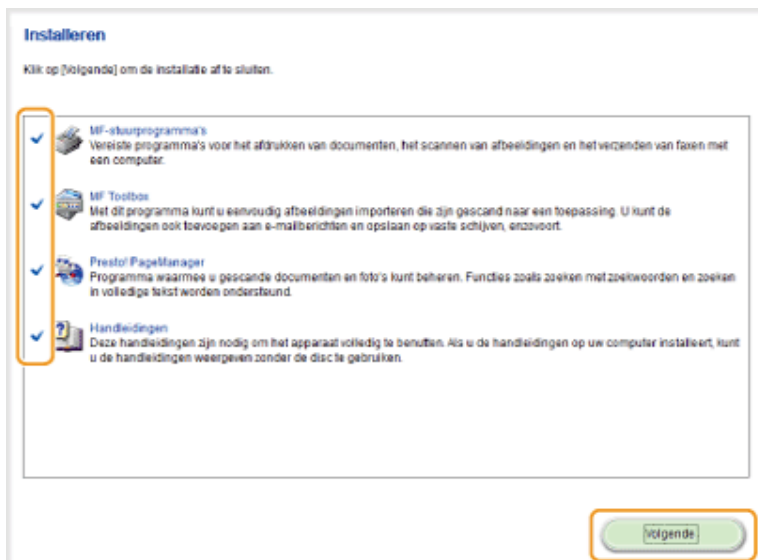 Installeren
Klik op [Volgende] om de installatie af te sluiten.
MF-stuurprogramma's
Vereiste programma's voor het afdrukken van documenten, het scannen van afbeeldingen en het verzenden van faxen met
een computer.
MF Toolbox
Met dit programma kunt u eenvoudig afbeeldingen importeren die zijn gescand naar een toepassing. U kunt de
afbeeldingen ook toevoegen aan e-mailberichten en opslaan op vaste schijven, enzovoort.
Presto! PageManager
Programma waarmee u gescande documenten en foto's kunt beheren. Functies zoals zoeken met zoekwoorden en zoeken
in volledige tekst worden ondersteund.
Handleidingen
Deze handleidingen zijn nodig om het apparaat volledig te benutten. Als u de handleidingen op uw computer installeert, kunt
u de handleidingen weergeven zonder de disc te gebruiken.
Volgende